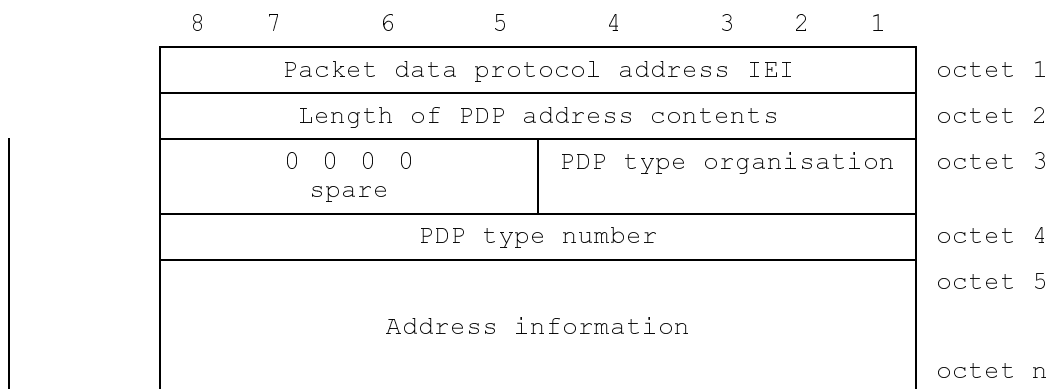 8 7 6 5 4 3 2 1
Packet data protocol address IEI octet 1
Length of PDP address contents octet 2
0 0 0 0 PDP type organisation octet 3
spare
PDP type number octet 4
octet 5
Address information
octet n